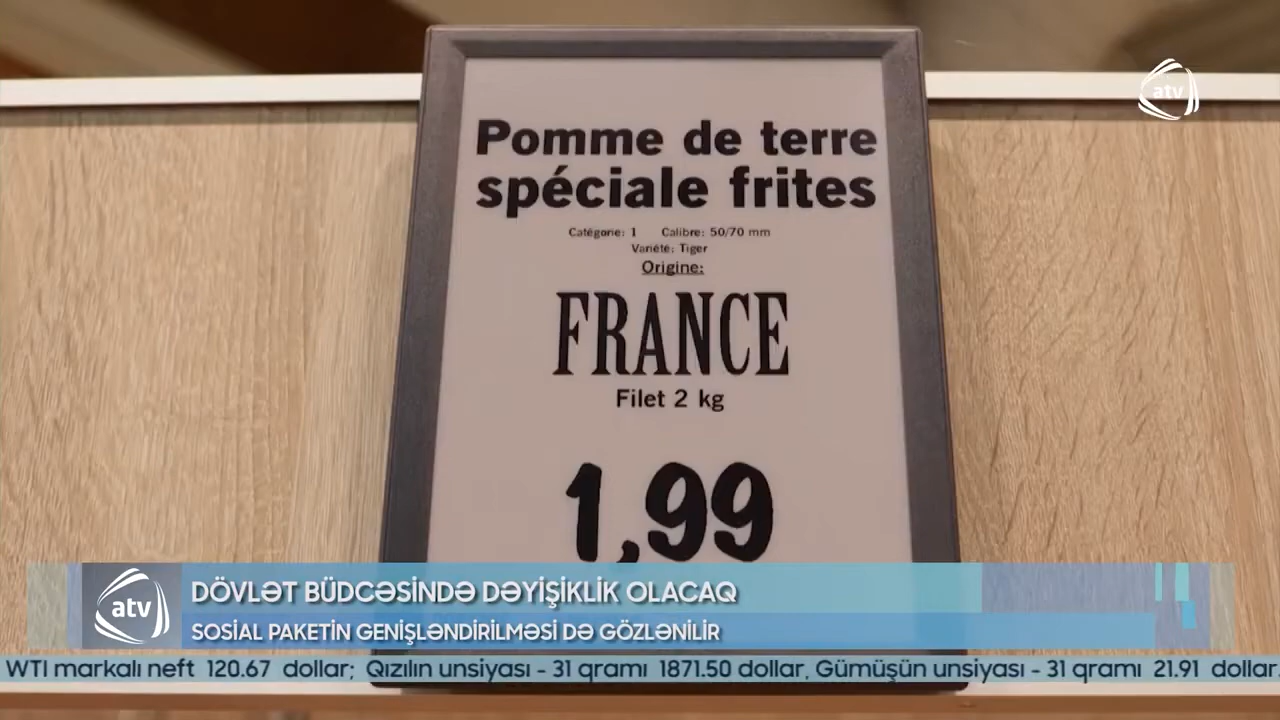 atv
Pomme de terre
spéciale frites
Catégorie: 1 Calibre: 50/70 mm
Variété: Tiger
Origine:
FRANCE
Filet 2 kg
1,99
atv
DÖVLƏT BÜDCƏSİNDƏ DƏYİŞİKLİK OLACAQ
SOSİAL PAKETİN GENİŞLƏNDİRİLMƏSİ DƏ GÖZLƏNİLİR
WTI markalı neft 120.67 dollar; Qızılın unsiyası - 31 qramı 1871.50 dollar, Gümüşün unsiyası - 31 qramı 21.91 dollar.